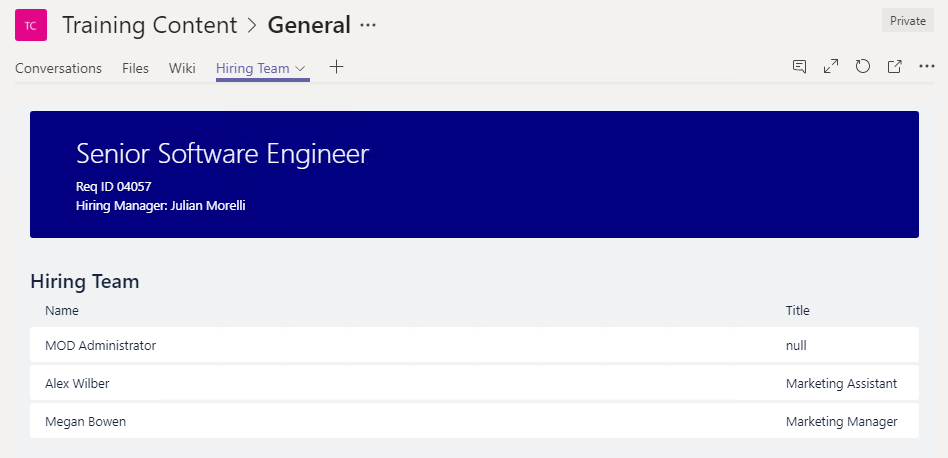 TC Training Content > General ···
Private
Conversations Files Wiki Hiring Team
Senior Software Engineer
Req ID 04057
Hiring Manager: Julian Morelli
Hiring Team
Name Title
MOD Administrator null
Alex Wilber Marketing Assistant
Megan Bowen Marketing Manager